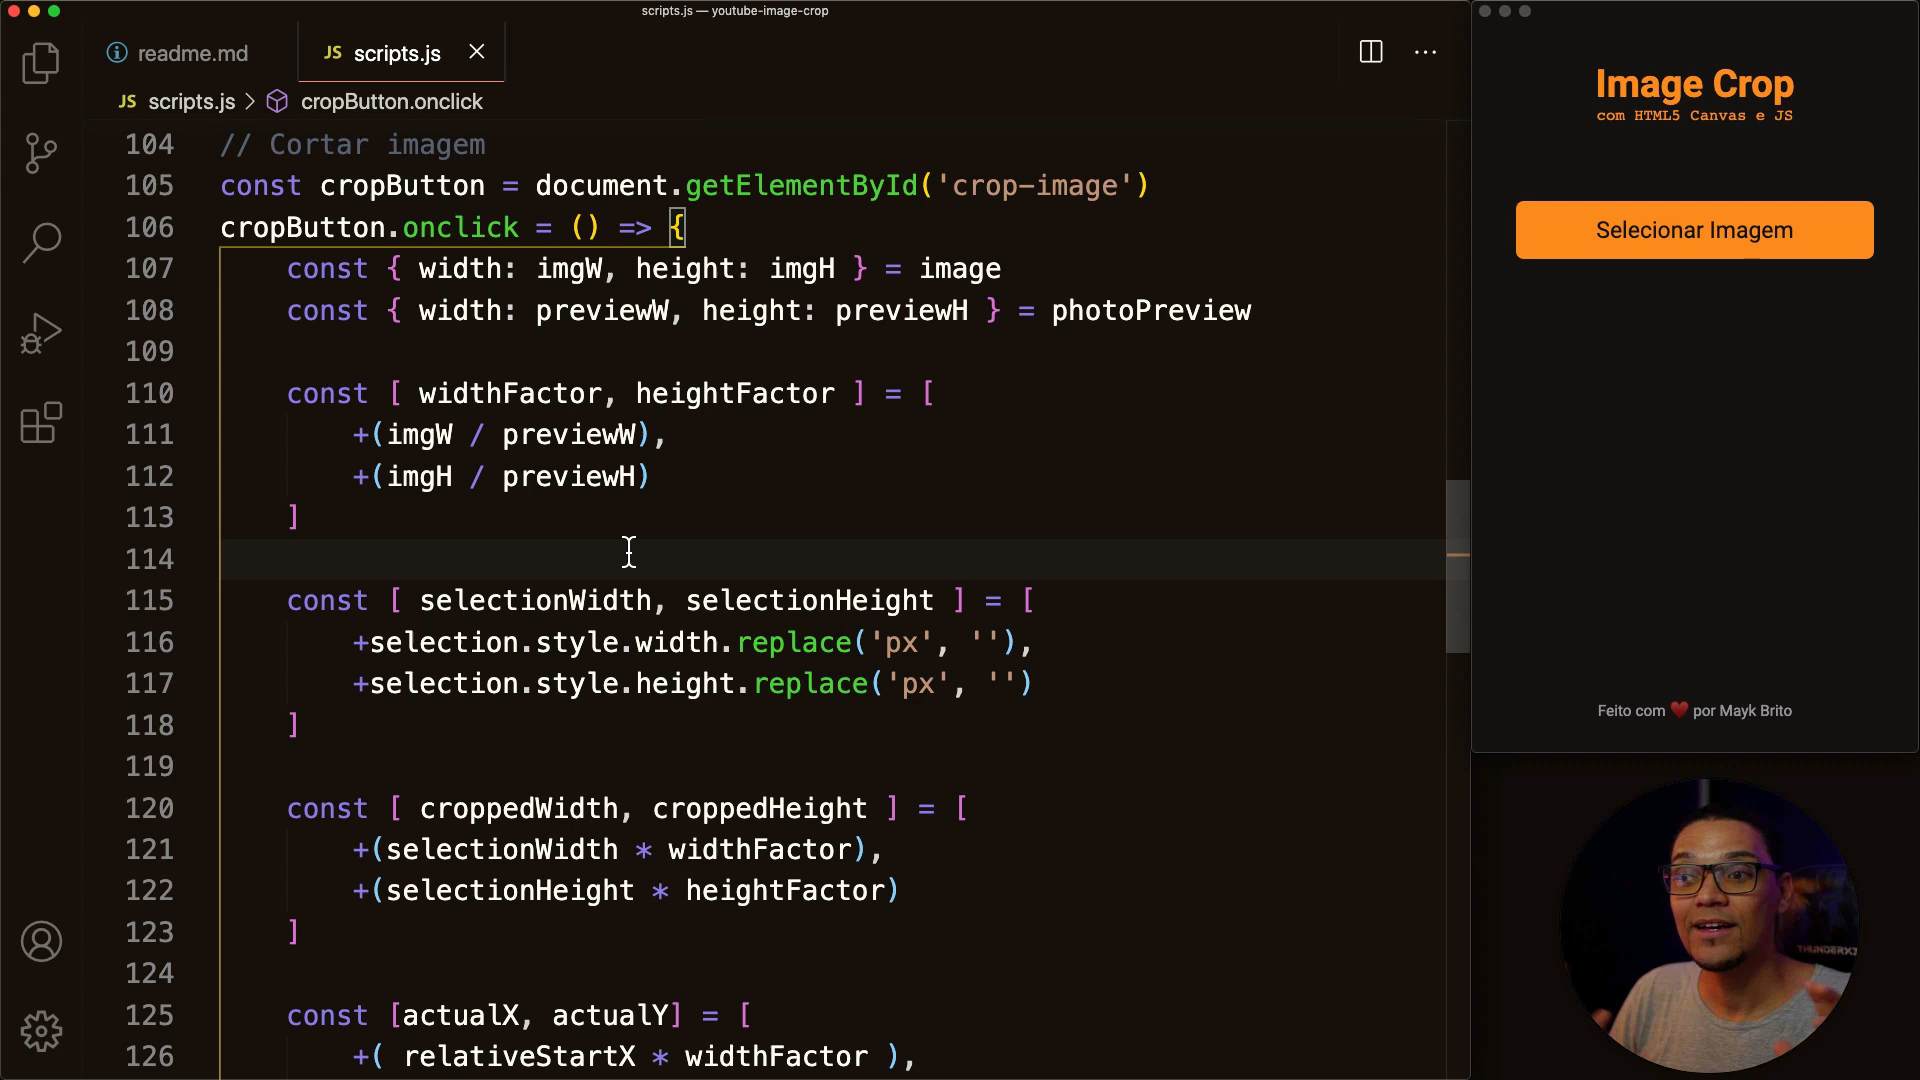 scripts.js — youtube-image-crop
readme.md
JS scripts.js
JS scripts.js > cropButton.onclick
104 // Cortar imagem
105 const cropButton = document.getElementById('crop-image')
106 cropButton.onclick = () => {
107 const { width: imgW, height: imgH } = image
108 const { width: previewW, height: previewH } = photoPreview
109
110 const [ widthFactor, heightFactor ] = [
111 +(imgW / previewW),
112 +(imgH / previewH)
113 ]
114
115 const [ selectionWidth, selectionHeight ] = [
116 +selection.style.width.replace('px', ''),
117 +selection.style.height.replace('px', '')
118 ]
119
120 const [ croppedWidth, croppedHeight ] = [
121 +(selectionWidth * widthFactor),
122 +(selectionHeight * heightFactor)
123 ]
124
125 const [actualX, actualY] = [
126 +( relativeStartX * widthFactor ),
Image Crop
com HTML5 Canvas e JS
Selecionar Imagem
Feito com ❤️ por Mayk Brito